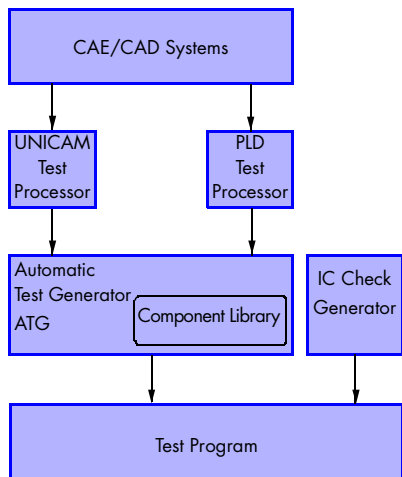 CAE/CAD Systems
UNICAM
Test
Processor
PLD
Test
Processor
Automatic
Test Generator
ATG
Component Library
IC Check
Generator
Test Program